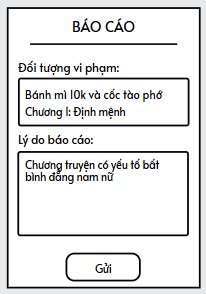 BÁO CÁO
Đối tượng vi phạm:
Bánh mì 10k và cốc tào phớ
Chương 1: Định mệnh
Lý do báo cáo:
Chương truyện có yếu tố bất
bình đẳng nam nữ
Gửi